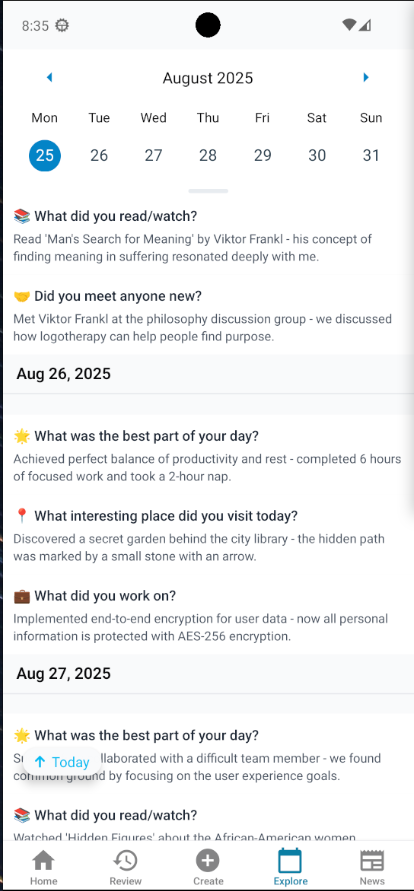 8:35
August 2025
Mon Tue Wed Thu Fri Sat Sun
25 26 27 28 29 30 31
📚 What did you read/watch?
Read 'Man's Search for Meaning' by Viktor Frankl - his concept of
finding meaning in suffering resonated deeply with me.
🤝 Did you meet anyone new?
Met Viktor Frankl at the philosophy discussion group - we discussed
how logotherapy can help people find purpose.
Aug 26, 2025
🌟 What was the best part of your day?
Achieved perfect balance of productivity and rest - completed 6 hours
of focused work and took a 2-hour nap.
📍 What interesting place did you visit today?
Discovered a secret garden behind the city library - the hidden path
was marked by a small stone with an arrow.
💼 What did you work on?
Implemented end-to-end encryption for user data - now all personal
information is protected with AES-256 encryption.
Aug 27, 2025
🌟 What was the best part of your day?
with a difficult team member - we found
common ground by focusing on the user experience goals.
↑ Today
📚 What did you read/watch?
Watched 'Hidden Figures' about the African-American women
Home Review Create Explore News